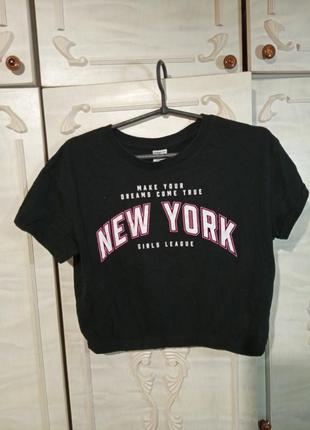 MAKE YOUR
DREAMS COME TRUE
NEW YORK
GIRLS LEAGUE